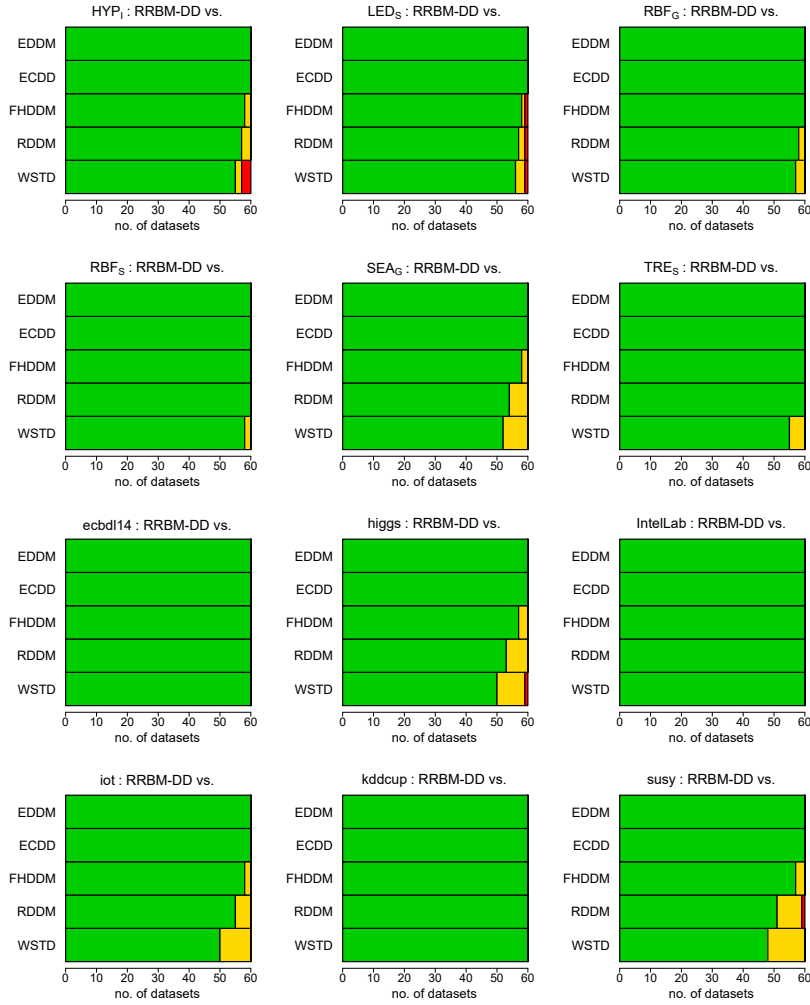 HYP_I : RRBM-DD vs.
EDDM
ECDD
FHDDM
RDDM
WSTD
0 10 20 30 40 50 60
no. of datasets
LED_S : RRBM-DD vs.
EDDM
ECDD
FHDDM
RDDM
WSTD
0 10 20 30 40 50 60
no. of datasets
RBF_G : RRBM-DD vs.
EDDM
ECDD
FHDDM
RDDM
WSTD
0 10 20 30 40 50 60
no. of datasets
RBF_S : RRBM-DD vs.
EDDM
ECDD
FHDDM
RDDM
WSTD
0 10 20 30 40 50 60
no. of datasets
SEA_G : RRBM-DD vs.
EDDM
ECDD
FHDDM
RDDM
WSTD
0 10 20 30 40 50 60
no. of datasets
TRE_S : RRBM-DD vs.
EDDM
ECDD
FHDDM
RDDM
WSTD
0 10 20 30 40 50 60
no. of datasets
ecbdl14 : RRBM-DD vs.
EDDM
ECDD
FHDDM
RDDM
WSTD
0 10 20 30 40 50 60
no. of datasets
higgs : RRBM-DD vs.
EDDM
ECDD
FHDDM
RDDM
WSTD
0 10 20 30 40 50 60
no. of datasets
IntelLab : RRBM-DD vs.
EDDM
ECDD
FHDDM
RDDM
WSTD
0 10 20 30 40 50 60
no. of datasets
iot : RRBM-DD vs.
EDDM
ECDD
FHDDM
RDDM
WSTD
0 10 20 30 40 50 60
no. of datasets
kddcup : RRBM-DD vs.
EDDM
ECDD
FHDDM
RDDM
WSTD
0 10 20 30 40 50 60
no. of datasets
susy : RRBM-DD vs.
EDDM
ECDD
FHDDM
RDDM
WSTD
0 10 20 30 40 50 60
no. of datasets